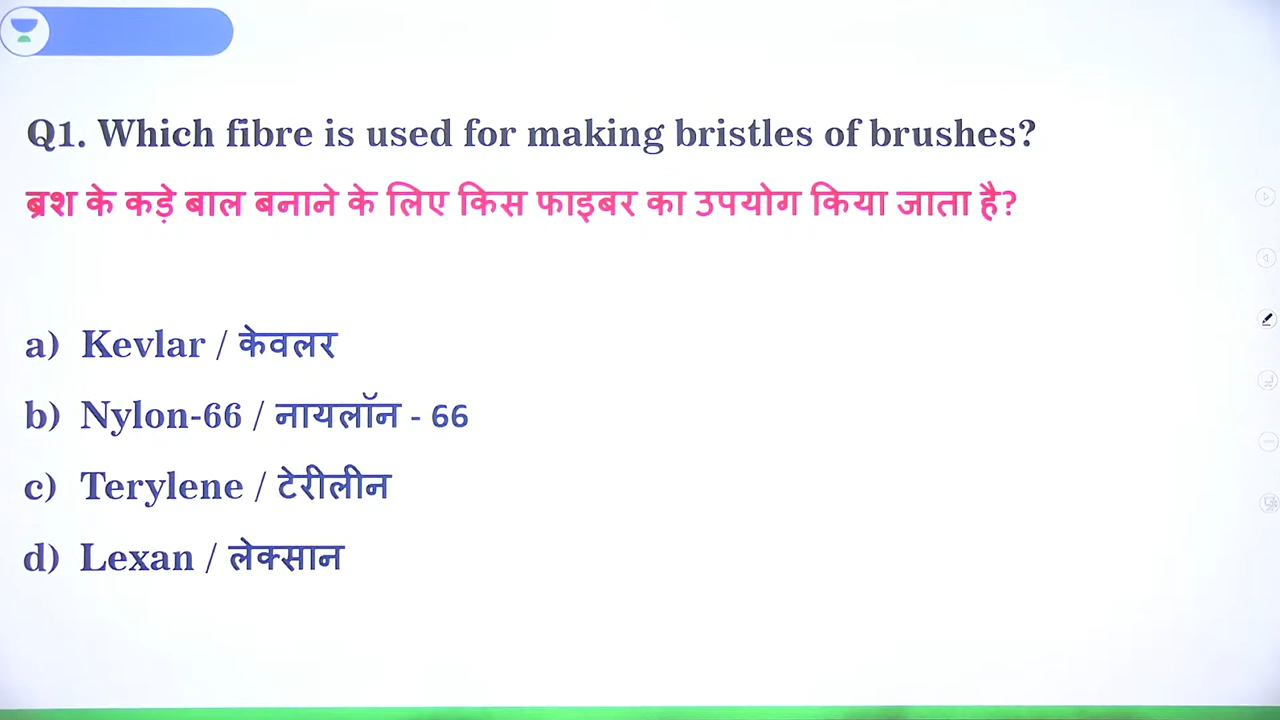 Q1. Which fibre is used for making bristles of brushes?
ब्रश के कड़े बाल बनाने के लिए किस फाइबर का उपयोग किया जाता है?
a) Kevlar / केवलर
b) Nylon-66 / नायलॉन - 66
c) Terylene / टेरीलीन
d) Lexan / लेक्सान